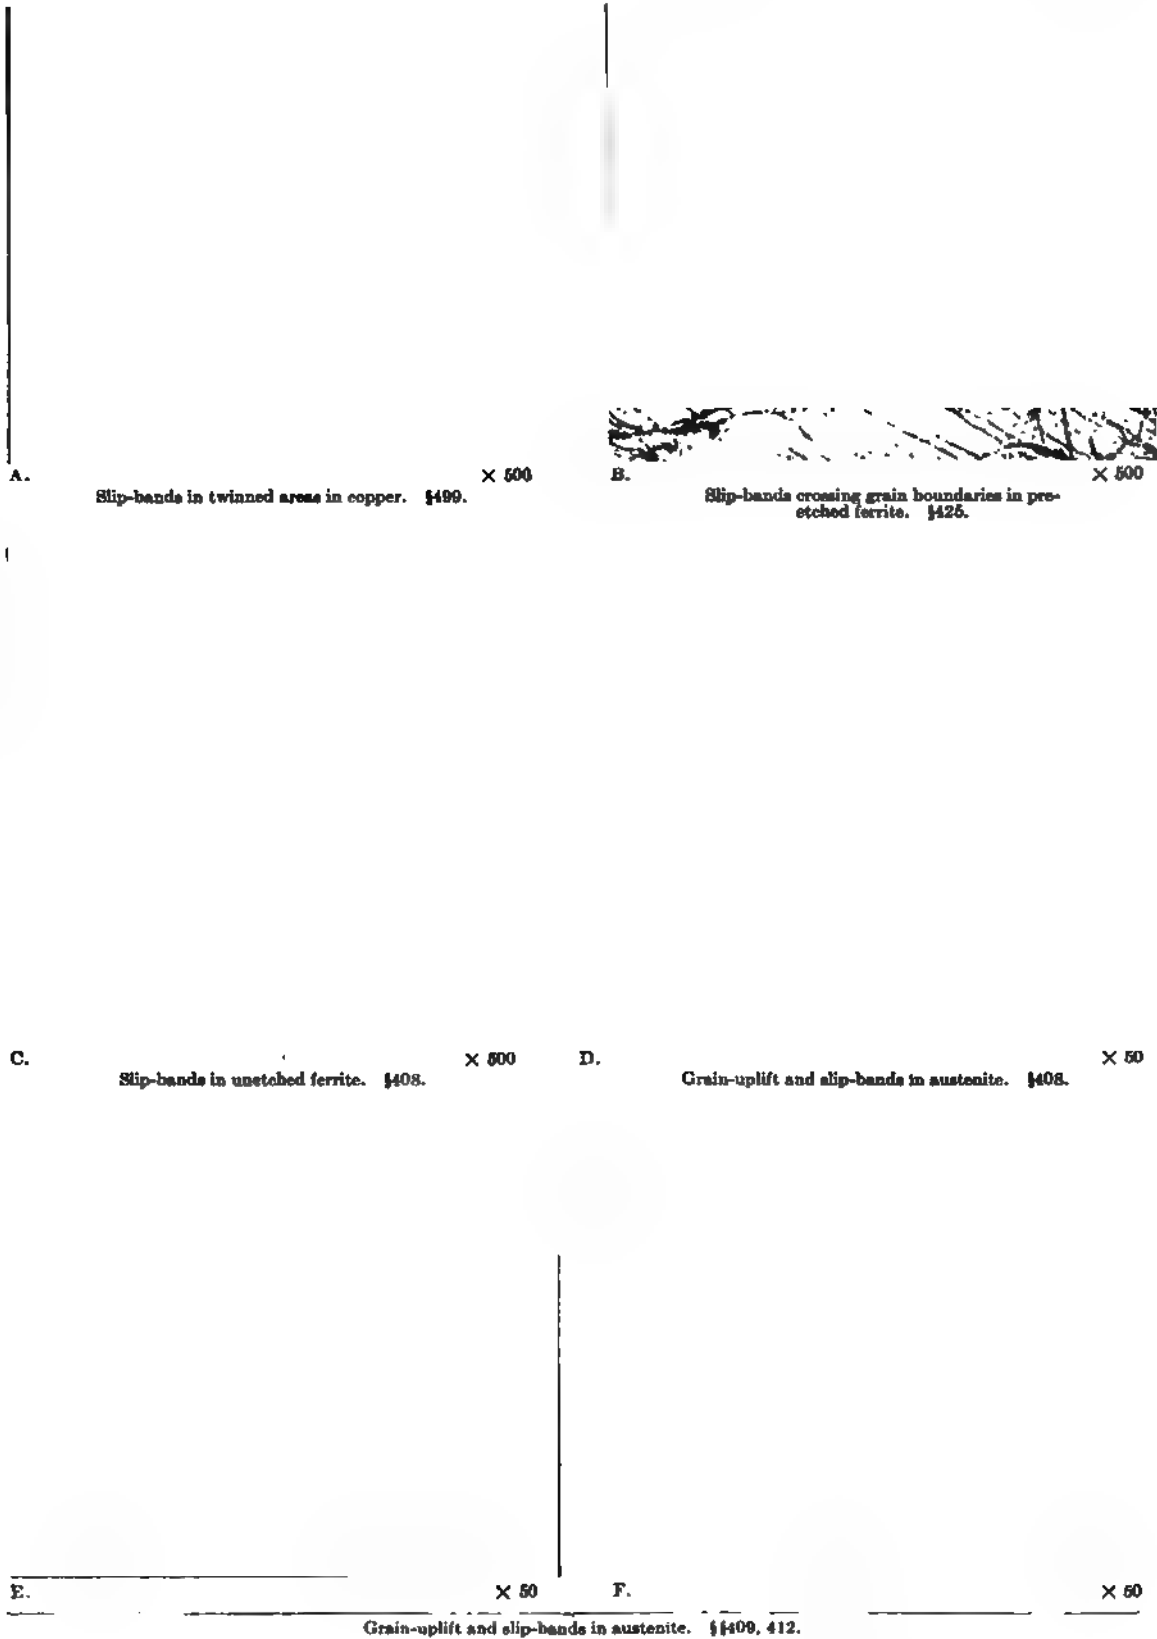 A. × 500
Slip-bands in twinned areas in copper. §499.
B. × 500
Slip-bands crossing grain boundaries in pre-
etched ferrite. §425.
C. × 500
Slip-bands in unetched ferrite. §408.
D. × 50
Grain-uplift and slip-bands in austenite. §408.
E. × 50
F. × 50
Grain-uplift and slip-bands in austenite. §§409, 412.